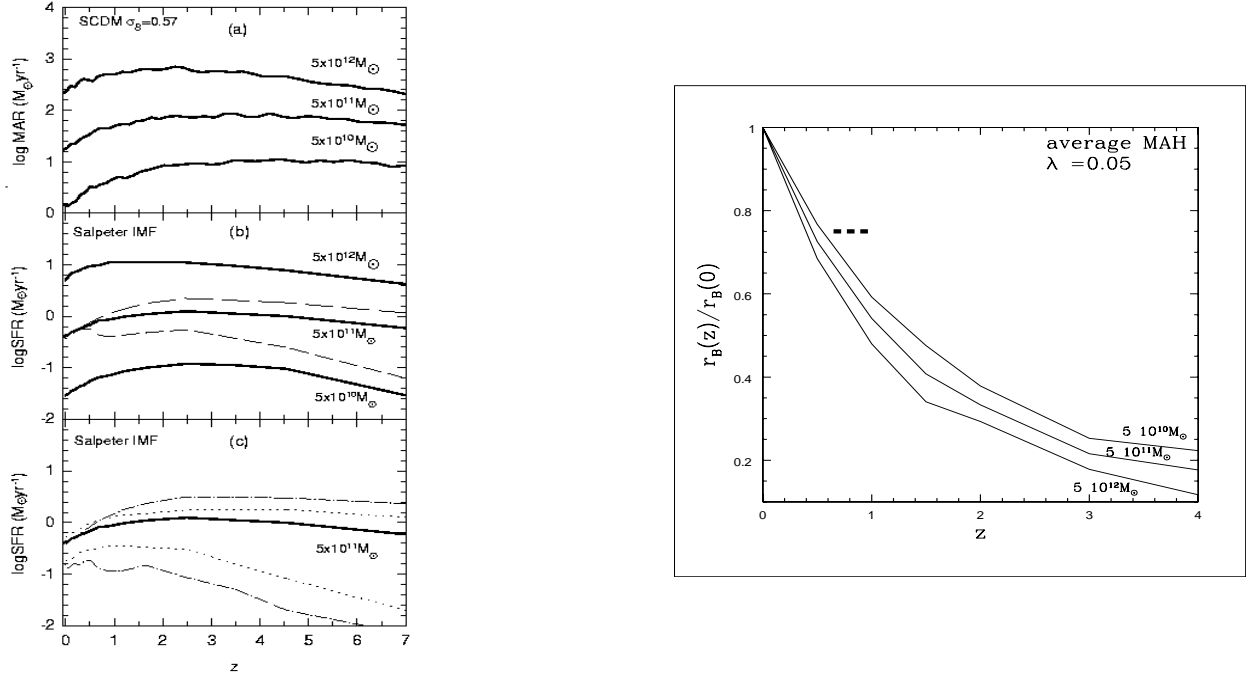 SCDM σ8=0.57
(a)
4
3
2
1
0
log MAR (M⊙yr-1)
5x10^12M⊙
5x10^11M⊙
5x10^10M⊙
Salpeter IMF
(b)
1
0
-1
-2
logSFR (M⊙yr-1)
5x10^12M⊙
5x10^11M⊙
5x10^10M⊙
Salpeter IMF
(c)
1
0
-1
-2
logSFR (M⊙yr-1)
5x10^11M⊙
0 1 2 3 4 5 6 7
z
average MAH
λ =0.05
1
0.8
0.6
0.4
0.2
rB(z)/rB(0)
5 10^10M⊙
5 10^11M⊙
5 10^12M⊙
0 1 2 3 4
z